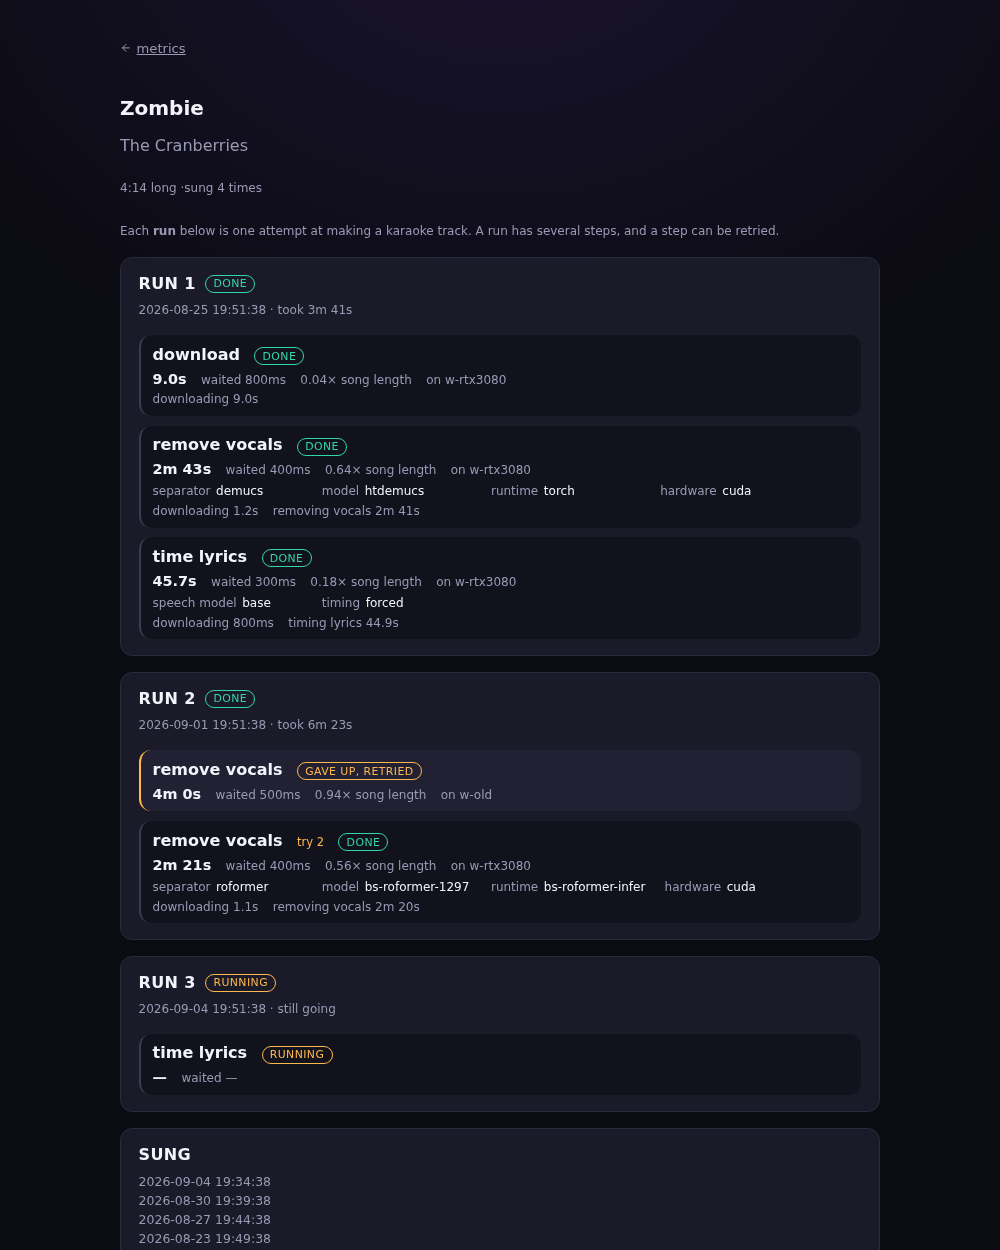 ← metrics
Zombie
The Cranberries
4:14 long ·sung 4 times
Each run below is one attempt at making a karaoke track. A run has several steps, and a step can be retried.
RUN 1 DONE
2026-08-25 19:51:38 · took 3m 41s
download DONE
9.0s waited 800ms 0.04× song length on w-rtx3080
downloading 9.0s
remove vocals DONE
2m 43s waited 400ms 0.64× song length on w-rtx3080
separator demucs model htdemucs runtime torch hardware cuda
downloading 1.2s removing vocals 2m 41s
time lyrics DONE
45.7s waited 300ms 0.18× song length on w-rtx3080
speech model base timing forced
downloading 800ms timing lyrics 44.9s
RUN 2 DONE
2026-09-01 19:51:38 · took 6m 23s
remove vocals GAVE UP, RETRIED
4m 0s waited 500ms 0.94× song length on w-old
remove vocals try 2 DONE
2m 21s waited 400ms 0.56× song length on w-rtx3080
separator roformer model bs-roformer-1297 runtime bs-roformer-infer hardware cuda
downloading 1.1s removing vocals 2m 20s
RUN 3 RUNNING
2026-09-04 19:51:38 · still going
time lyrics RUNNING
— waited —
SUNG
2026-09-04 19:34:38
2026-08-30 19:39:38
2026-08-27 19:44:38
2026-08-23 19:49:38